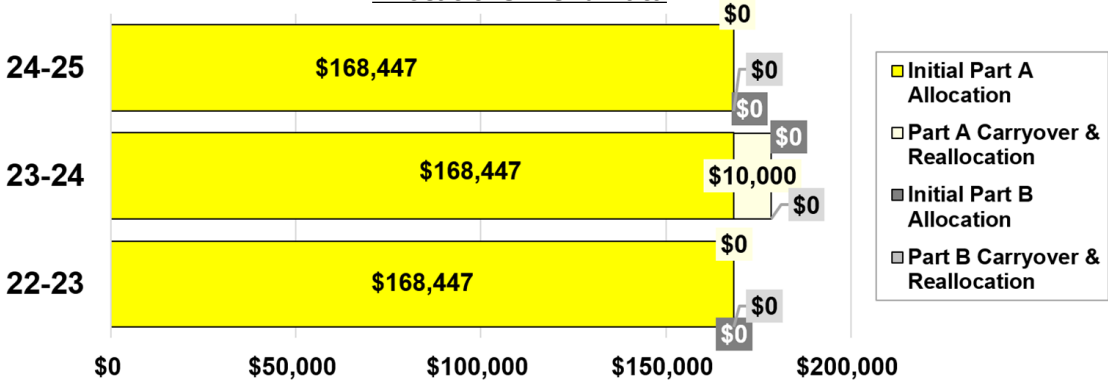 $0
24-25
$168,447
$0
$0
$0
23-24
$168,447
$10,000
$0
$0
22-23
$168,447
$0
$0
$0 $50,000 $100,000 $150,000 $200,000
Initial Part A
Allocation
Part A Carryover &
Reallocation
Initial Part B
Allocation
Part B Carryover &
Reallocation